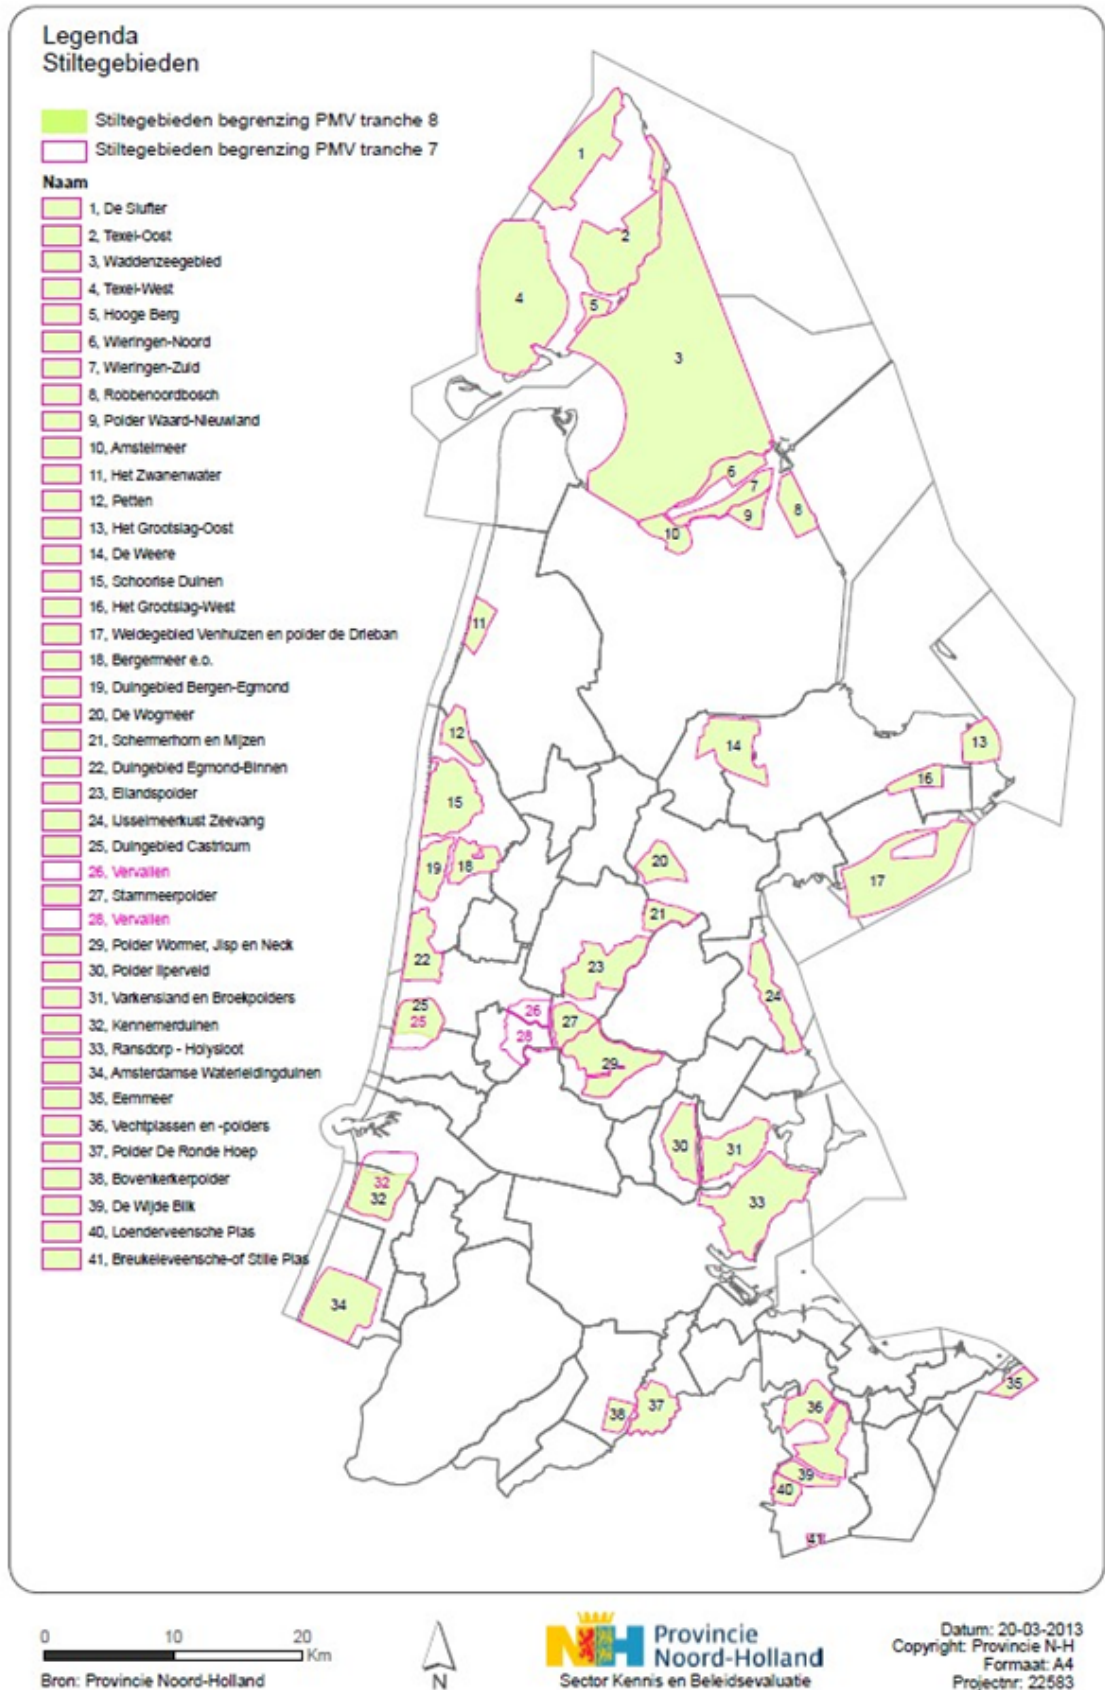 Legenda
Stiltegebieden
Stiltegebieden begrenzing PMV tranche 8
Stiltegebieden begrenzing PMV tranche 7
Naam
1, De Slufter
2, Texel-Oost
3, Waddenzeegebied
4, Texel-West
5, Hooge Berg
6, Wieringen-Noord
7, Wieringen-Zuid
8, Robbenoordbosch
9, Polder Waard-Nieuwland
10, Amstelmeer
11, Het Zwanenwater
12, Petten
13, Het Grootslag-Oost
14, De Weere
15, Schoorlse Duinen
16, Het Grootslag-West
17, Weidegebied Venhuizen en polder de Drieban
18, Bergermeer e.o.
19, Duingebied Bergen-Egmond
20, De Wogmeer
21, Schermerhorn en Mijzen
22, Duingebied Egmond-Binnen
23, Eilandspolder
24, IJsselmeerkust Zeevang
25, Duingebied Castricum
26, Vervallen
27, Stammeerpolder
28, Vervallen
29, Polder Wormer, Jisp en Neck
30, Polder Ilperveld
31, Varkensland en Broekpolders
32, Kennemerduinen
33, Ransdorp - Holysloot
34, Amsterdamse Waterleidingduinen
35, Eemmeer
36, Vechtplassen en -polders
37, Polder De Ronde Hoep
38, Bovenkerkerpolder
39, De Wijde Blik
40, Loenderveensche Plas
41, Breukeleveensche-of Stille Plas
1
2
4
5
3
6
7
9
8
10
11
12
14
13
16
15
20
19
18
17
21
22
23
24
25
25
26
27
28
29
30
31
32
32
33
34
35
36
37
38
39
40
41
0 10 20
Km
Bron: Provincie Noord-Holland
N
NH
Provincie
Noord-Holland
Sector Kennis en Beleidsevaluatie
Datum: 20-03-2013
Copyright: Provincie N-H
Formaat: A4
Projectnr: 22583